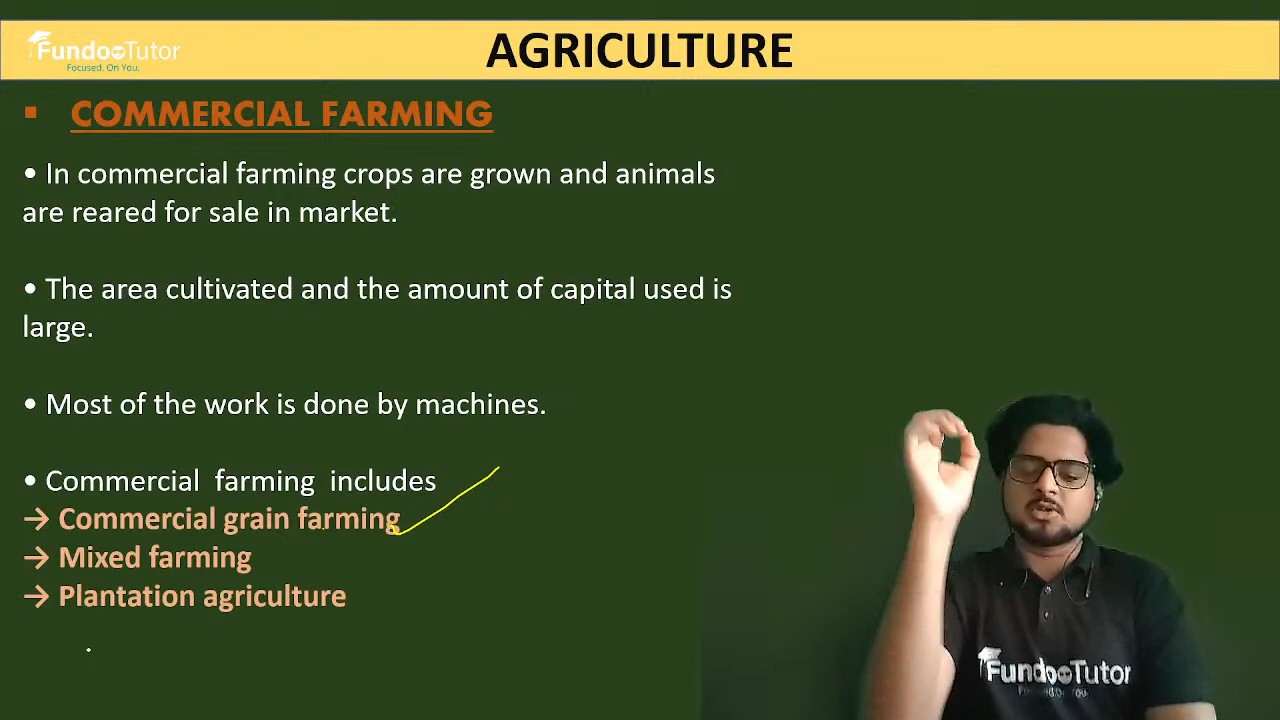 FundooTutor
Focused. On You.
AGRICULTURE
▪ COMMERCIAL FARMING
• In commercial farming crops are grown and animals
are reared for sale in market.
• The area cultivated and the amount of capital used is
large.
• Most of the work is done by machines.
• Commercial farming includes
→ Commercial grain farming
→ Mixed farming
→ Plantation agriculture
FundooTutor